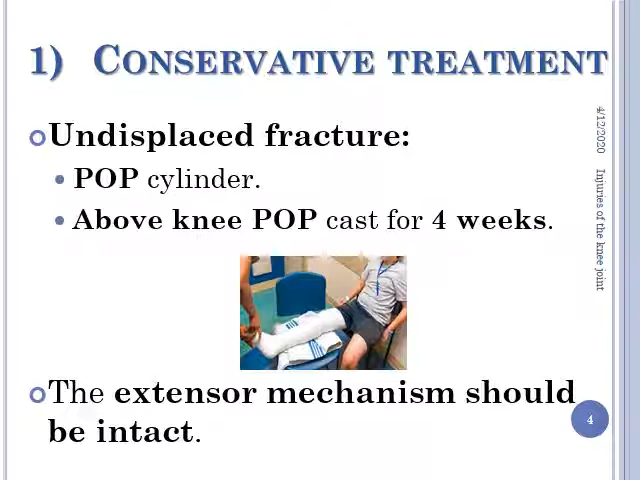 1) CONSERVATIVE TREATMENT
Undisplaced fracture:
POP cylinder.
Above knee POP cast for 4 weeks.
The extensor mechanism should
be intact.
4/12/2020
Injuries of the knee joint
4